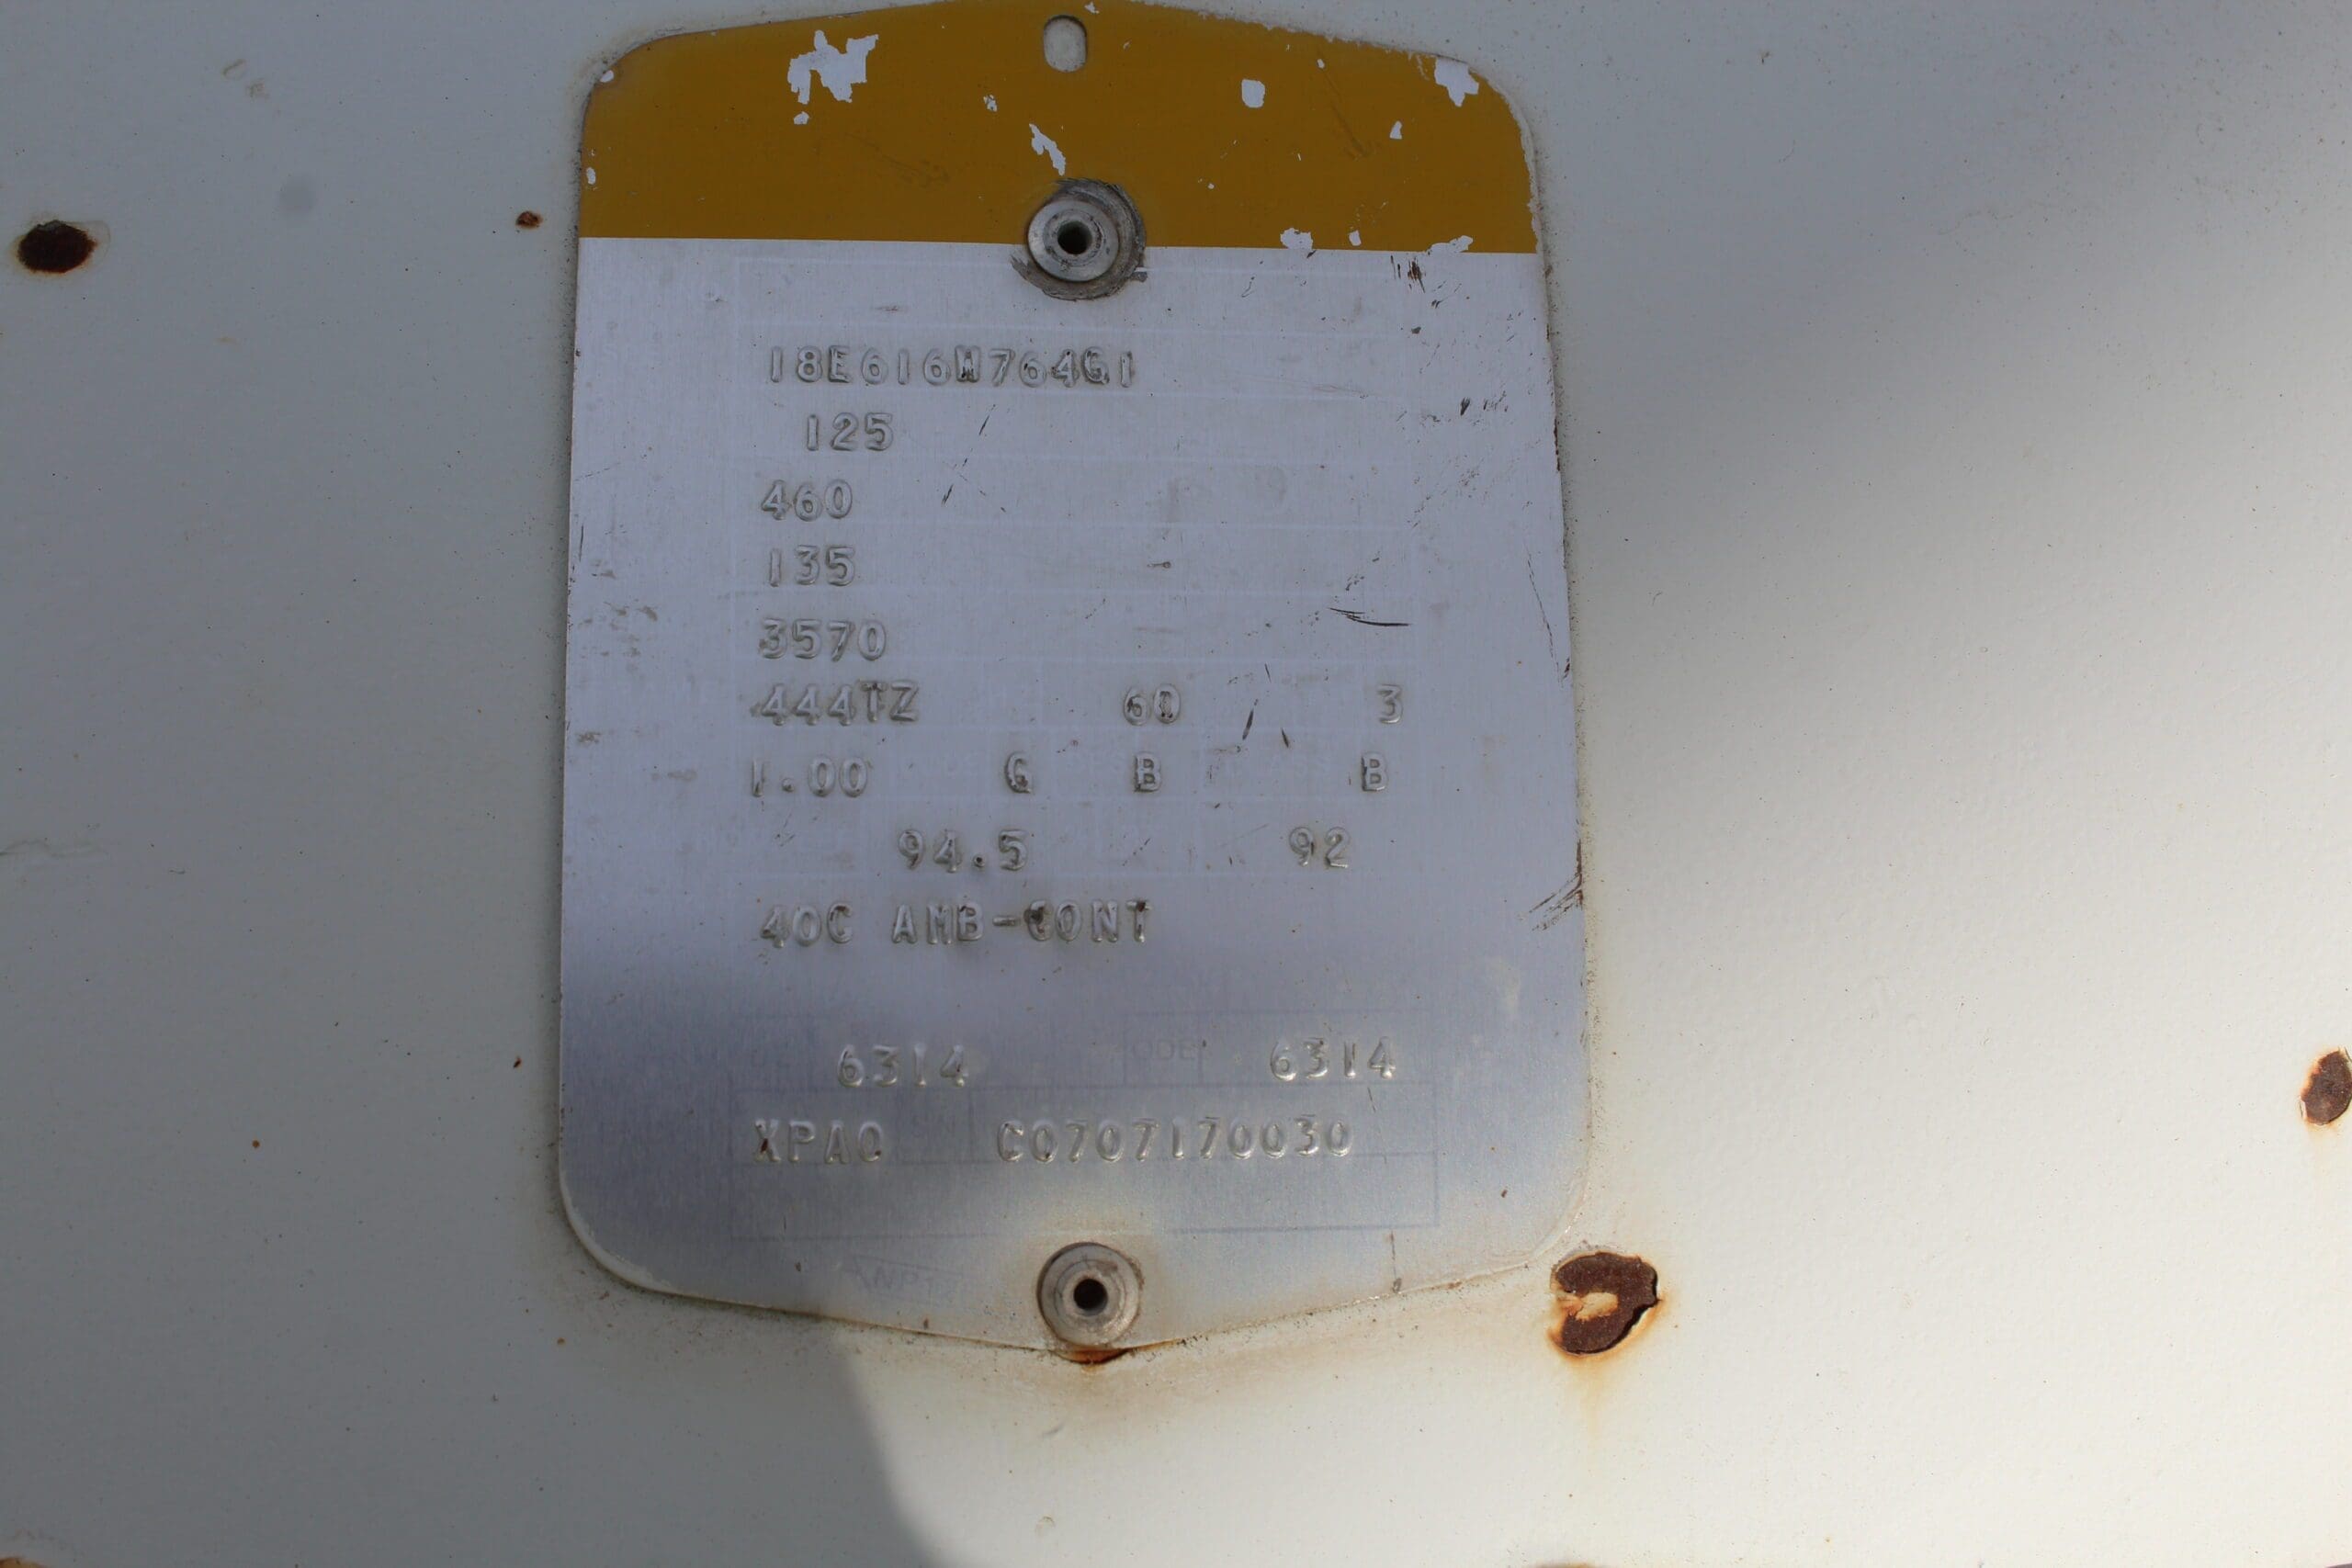 18E616W764G1
125
460
135
3570
444TZ 60 3
1.00 G B B
94.5 92
40C AMB-CONT
6314 6314
XPAQ C0707170030